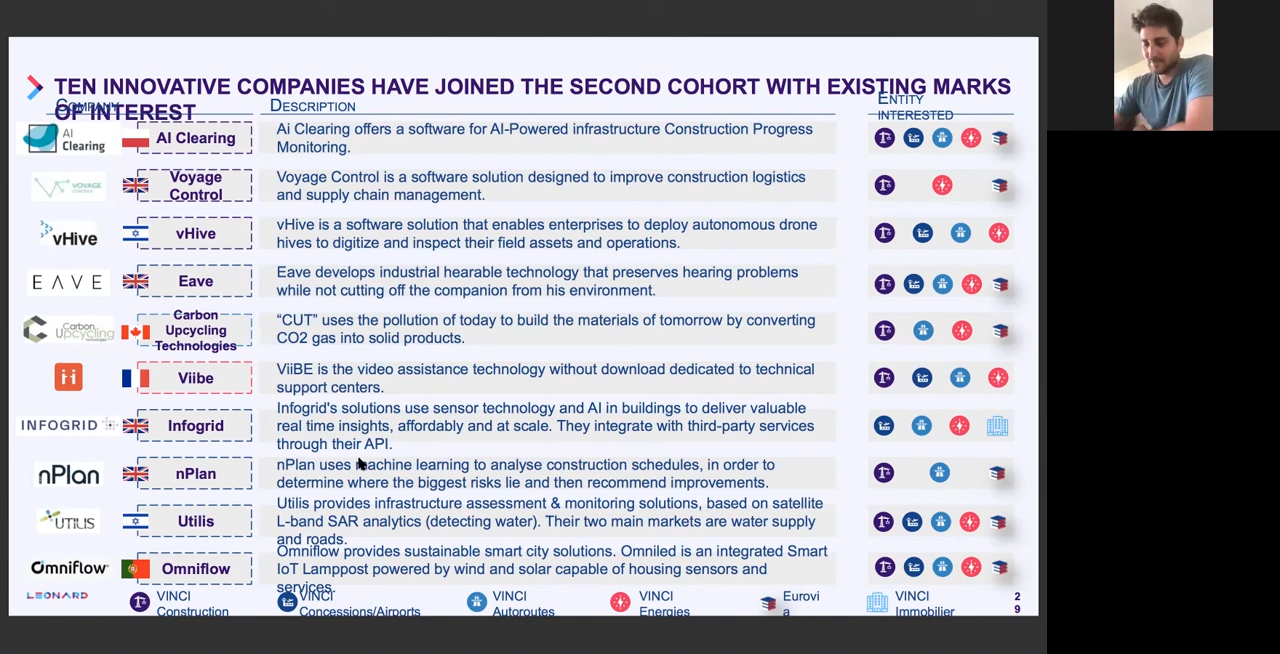 TEN INNOVATIVE COMPANIES HAVE JOINED THE SECOND COHORT WITH EXISTING MARKS
OF INTEREST
COMPANY
DESCRIPTION
ENTITY
INTERESTED
AI
Clearing
AI Clearing
Ai Clearing offers a software for AI-Powered infrastructure Construction Progress
Monitoring.
VOYAGE
CONTROL
Voyage
Control
Voyage Control is a software solution designed to improve construction logistics
and supply chain management.
vHive
vHive
vHive is a software solution that enables enterprises to deploy autonomous drone
hives to digitize and inspect their field assets and operations.
EAVE
Eave
Eave develops industrial hearable technology that preserves hearing problems
while not cutting off the companion from his environment.
Carbon
Upcycling
Carbon
Upcycling
Technologies
“CUT” uses the pollution of today to build the materials of tomorrow by converting
CO2 gas into solid products.
Viibe
ViiBE is the video assistance technology without download dedicated to technical
support centers.
INFOGRID
Infogrid
Infogrid's solutions use sensor technology and AI in buildings to deliver valuable
real time insights, affordably and at scale. They integrate with third-party services
through their API.
nPlan
nPlan
nPlan uses machine learning to analyse construction schedules, in order to
determine where the biggest risks lie and then recommend improvements.
UTILIS
Utilis
Utilis provides infrastructure assessment & monitoring solutions, based on satellite
L-band SAR analytics (detecting water). Their two main markets are water supply
and roads.
Omniflow
Omniflow
Omniflow provides sustainable smart city solutions. Omniled is an integrated Smart
IoT Lamppost powered by wind and solar capable of housing sensors and
services.
LEONARD
VINCI
Construction
VINCI
Concessions/Airports
VINCI
Autoroutes
VINCI
Energies
Eurovi
a
VINCI
Immobilier
2
9